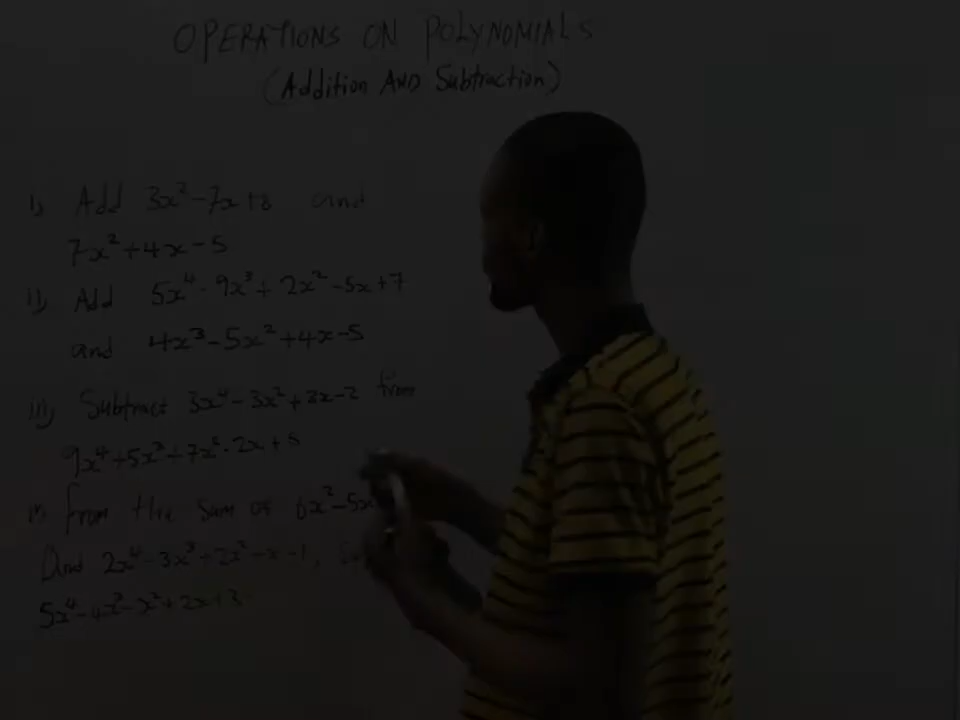 OPERATIONS ON POLYNOMIALS
(Addition AND Subtraction)
i) Add 3x² - 7x + 8 and
7x² + 4x - 5
ii) Add 5x⁴ - 9x³ + 2x² - 5x + 7
and 4x³ - 5x² + 4x - 5
iii) Subtract 3x⁴ - 3x² + 2x - 2 from
9x⁴ + 5x³ + 7x² - 2x + 5
iv) From the sum of 6x² - 5x
And 2x⁴ - 3x³ + 2x² - x - 1,
5x⁴ - 4x³ - x² + 2x + 3